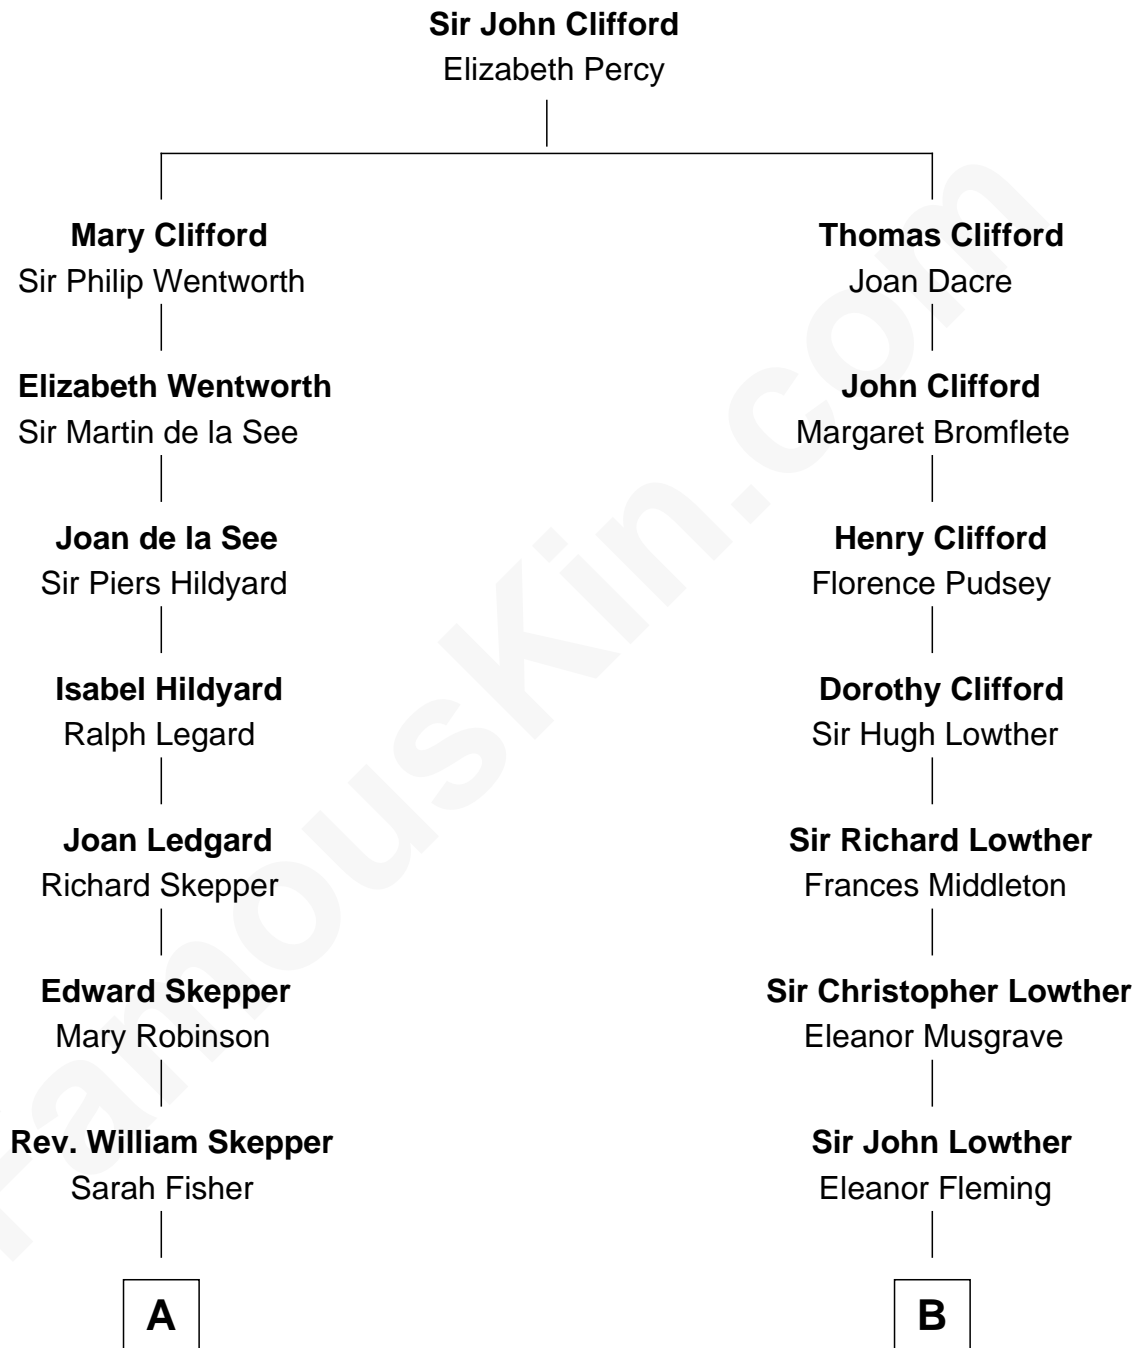 Sir John Clifford
Elizabeth Percy
Mary Clifford
Sir Philip Wentworth
Thomas Clifford
Joan Dacre
Elizabeth Wentworth
Sir Martin de la See
John Clifford
Margaret Bromflete
Joan de la See
Sir Piers Hildyard
Henry Clifford
Florence Pudsey
Isabel Hildyard
Ralph Legard
Dorothy Clifford
Sir Hugh Lowther
Joan Ledgard
Richard Skepper
Sir Richard Lowther
Frances Middleton
Edward Skepper
Mary Robinson
Sir Christopher Lowther
Eleanor Musgrave
Rev. William Skepper
Sarah Fisher
Sir John Lowther
Eleanor Fleming
A
B
FamousKin.com